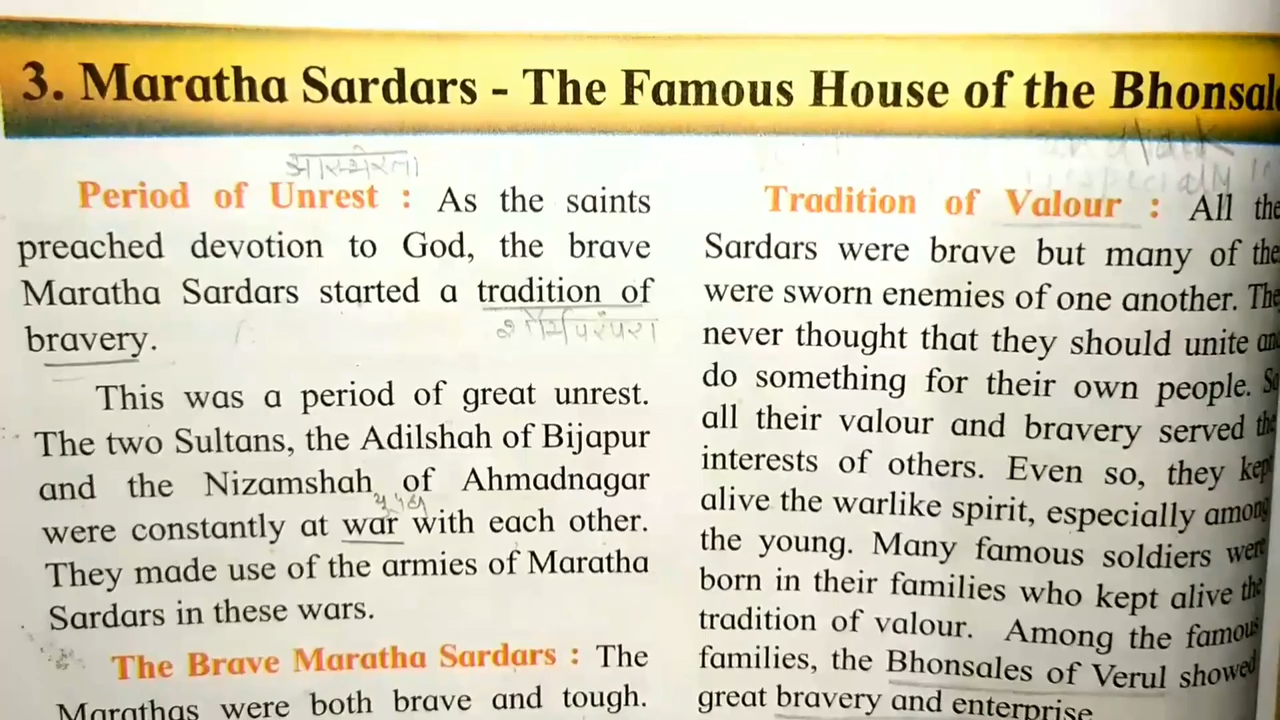 3. Maratha Sardars - The Famous House of the Bhonsal
Period of Unrest : As the saints
preached devotion to God, the brave
Maratha Sardars started a tradition of
शौर्यपरंपरा
bravery.
This was a period of great unrest.
The two Sultans, the Adilshah of Bijapur
and the Nizamshah of Ahmadnagar
were constantly at war with each other.
They made use of the armies of Maratha
Sardars in these wars.
The Brave Maratha Sardars : The
Marathas were both brave and tough.
especially
Tradition of Valour : All the
Sardars were brave but many of the
were sworn enemies of one another. The
never thought that they should unite an
do something for their own people. So
all their valour and bravery served the
interests of others. Even so, they kept
alive the warlike spirit, especially among
the young. Many famous soldiers were
born in their families who kept alive the
tradition of valour. Among the famous
families, the Bhonsales of Verul showed
great bravery and enterprise